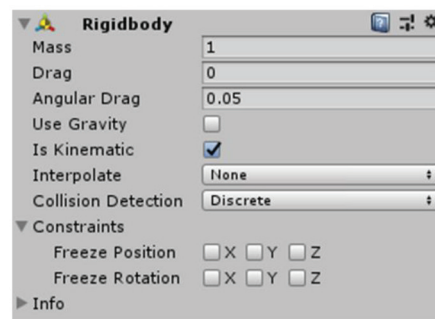 Rigidbody
Mass 1
Drag 0
Angular Drag 0.05
Use Gravity
Is Kinematic
Interpolate None
Collision Detection Discrete
Constraints
Freeze Position X Y Z
Freeze Rotation X Y Z
Info